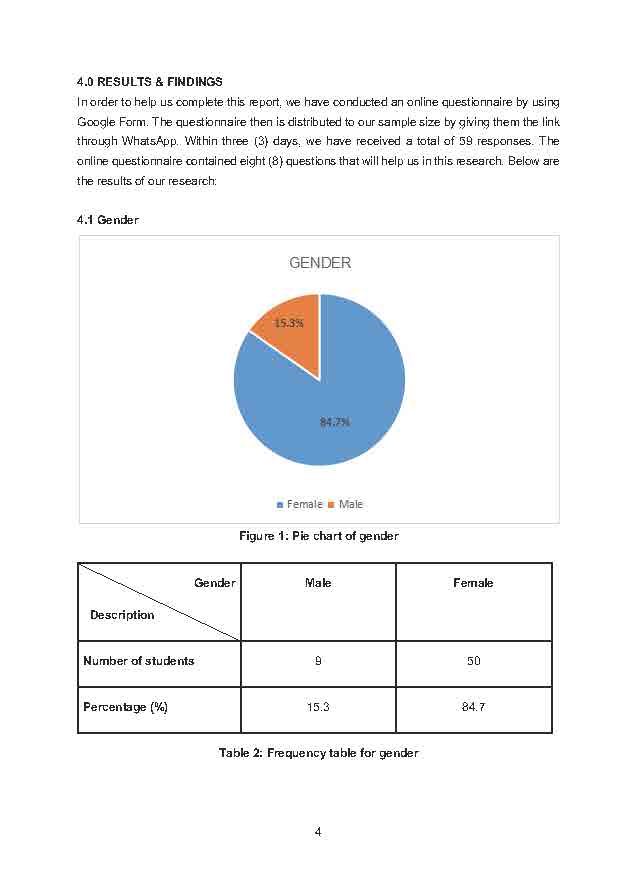 4.0 RESULTS & FINDINGS
In order to help us complete this report, we have conducted an online questionnaire by using
Google Form. The questionnaire then is distributed to our sample size by giving them the link
through WhatsApp. Within three (3) days, we have received a total of 59 responses. The
online questionnaire contained eight (8) questions that will help us in this research. Below are
the results of our research:
4.1 Gender
GENDER
15.3%
84.7%
Female Male
Figure 1: Pie chart of gender
Gender Male Female
Description
Number of students 9 50
Percentage (%) 15.3 84.7
Table 2: Frequency table for gender
4